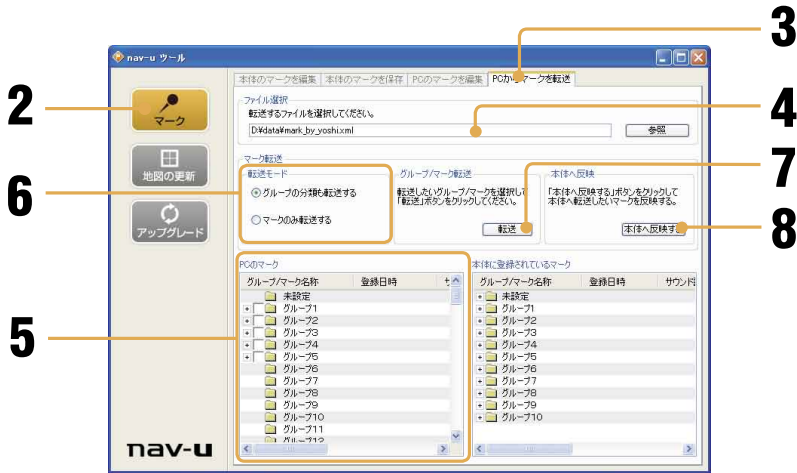 3
nav-u ツール
本体のマークを編集 本体のマークを保存 PCのマークを編集 PCからマークを転送
2
マーク
ファイル選択
転送するファイルを選択してください。
D:¥data¥mark_by_yoshi.xml
参照
4
地図の更新
アップグレード
マーク転送
6
転送モード
グループの分類も転送する
マークのみ転送する
グループ/マーク転送
転送したいグループ/マークを選択して
「転送」ボタンをクリックしてください。
転送
7
本体へ反映
「本体へ反映する」ボタンをクリックして
本体へ転送したいマークを反映する。
本体へ反映する
8
5
PCのマーク
グループ/マーク名称 登録日時 サ
未設定
グループ1
グループ2
グループ3
グループ4
グループ5
グループ6
グループ7
グループ8
グループ9
グループ10
グループ11
グループ12
本体に登録されているマーク
グループ/マーク名称 登録日時 サウンド
未設定
グループ1
グループ2
グループ3
グループ4
グループ5
グループ6
グループ7
グループ8
グループ9
グループ10
nav-u